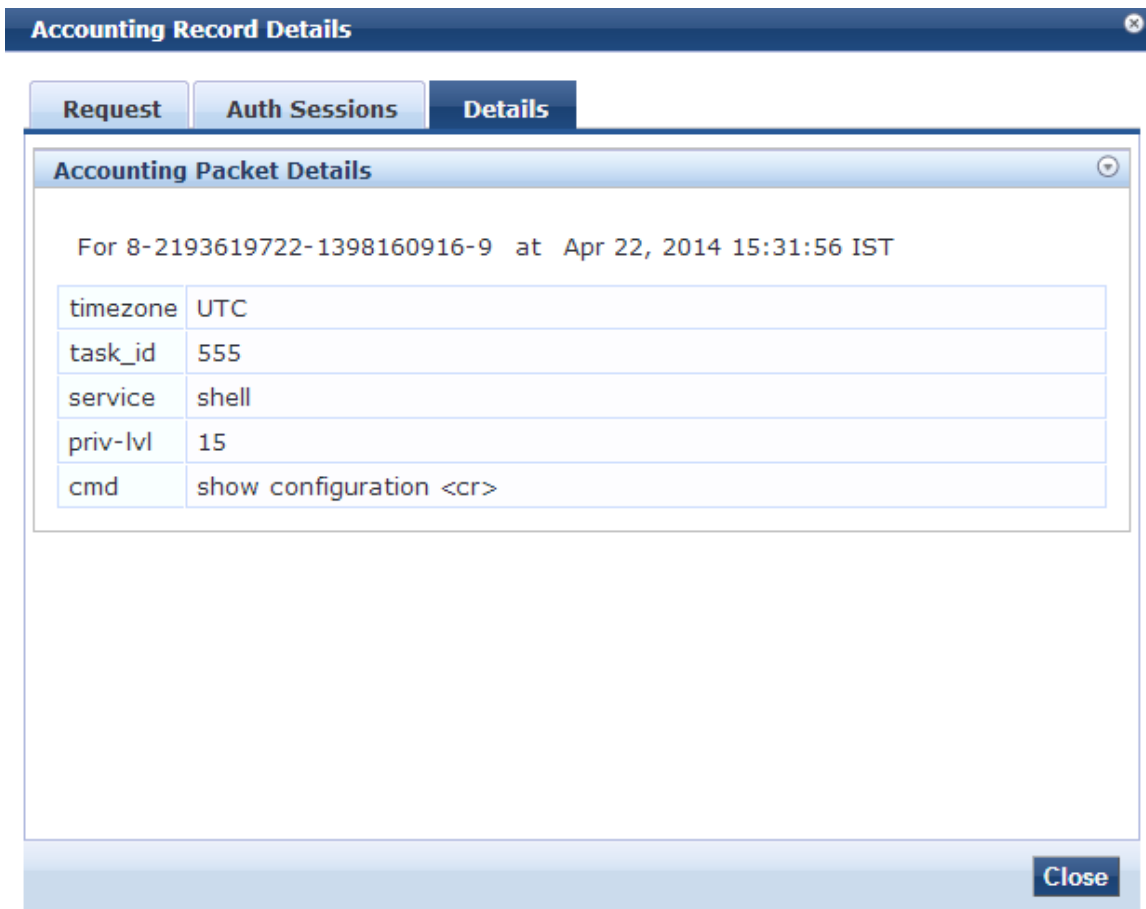 Accounting Record Details
Request Auth Sessions Details
Accounting Packet Details
For 8-2193619722-1398160916-9 at Apr 22, 2014 15:31:56 IST
timezone UTC
task_id 555
service shell
priv-lvl 15
cmd show configuration <cr>
Close